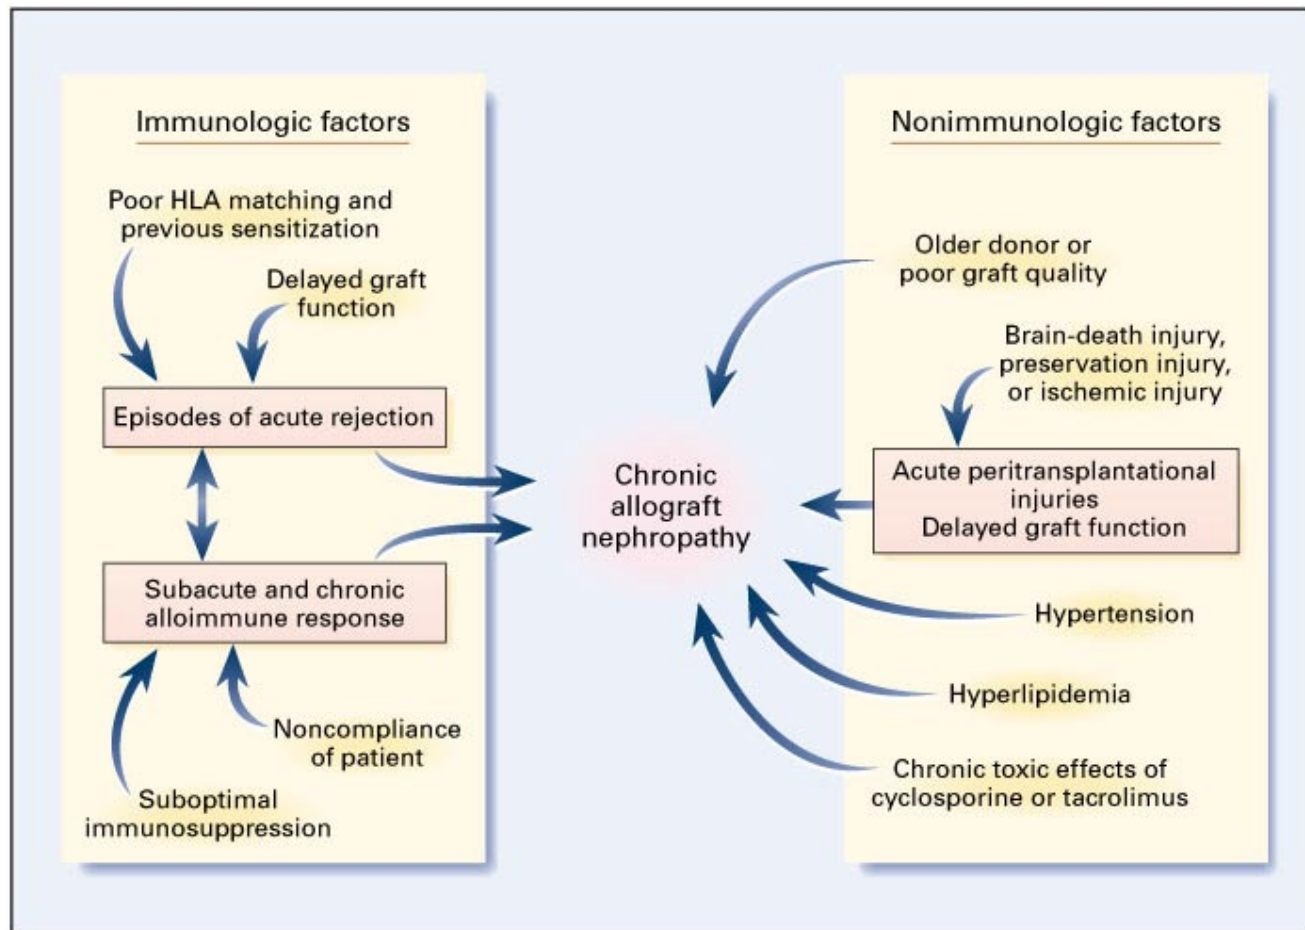 Immunologic factors
Poor HLA matching and
previous sensitization
Delayed graft
function
Episodes of acute rejection
Subacute and chronic
alloimmune response
Noncompliance
of patient
Suboptimal
immunosuppression
Chronic
allograft
nephropathy
Nonimmunologic factors
Older donor or
poor graft quality
Brain-death injury,
preservation injury,
or ischemic injury
Acute peritransplantational
injuries
Delayed graft function
Hypertension
Hyperlipidemia
Chronic toxic effects of
cyclosporine or tacrolimus